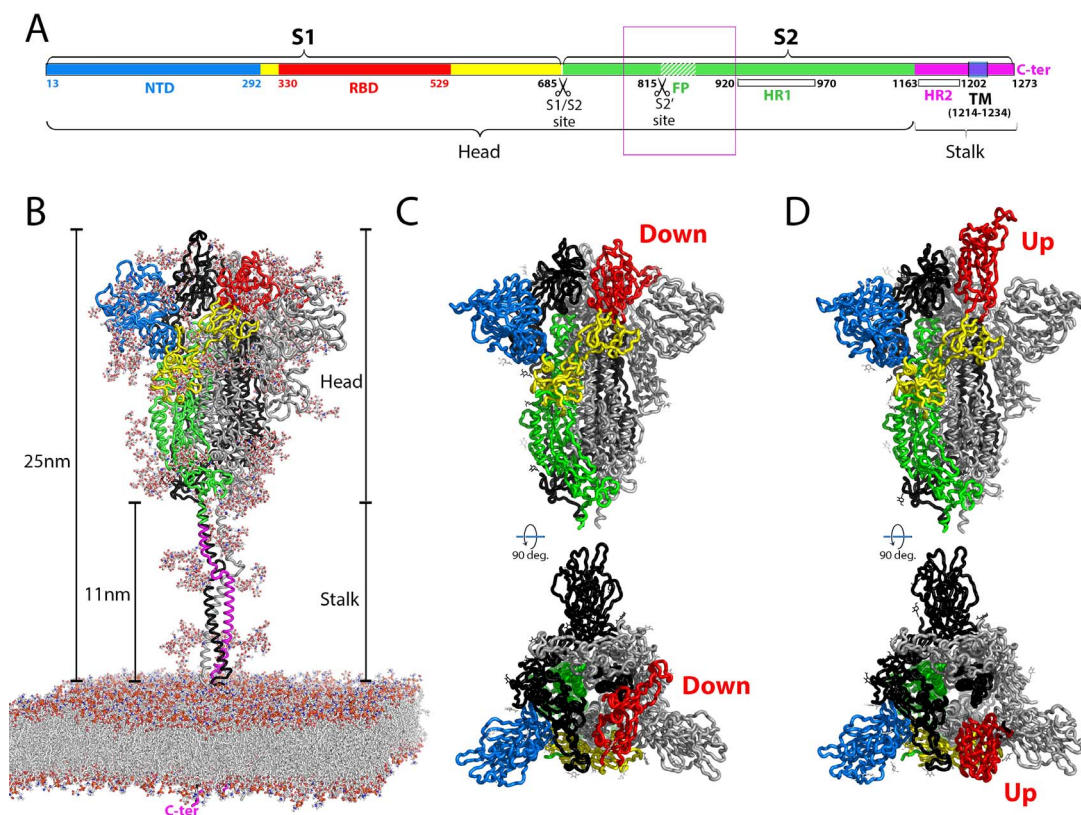 A
S1
S2
13
NTD
292
330
RBD
529
685
S1/S2
site
815
S2'
site
FP
920
HR1
970
1163
HR2
1202
TM
(1214-1234)
1273
C-ter
Head
Stalk
B
25nm
11nm
Head
Stalk
C-ter
C
Down
90 deg.
Down
D
Up
90 deg.
Up